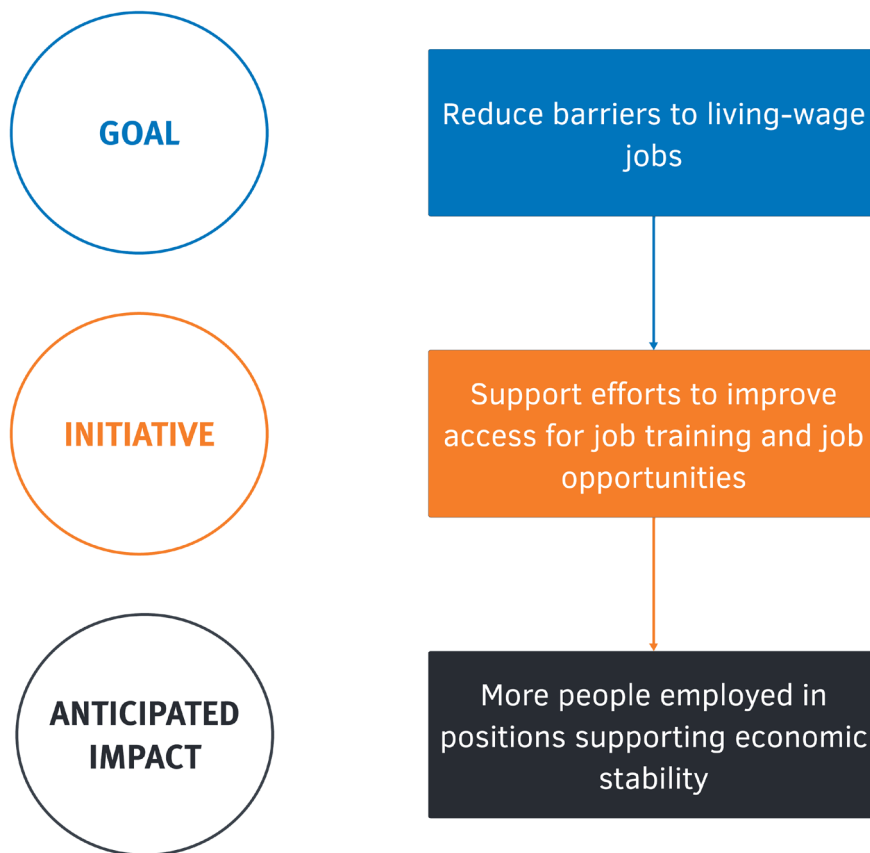 GOAL
Reduce barriers to living-wage
jobs
INITIATIVE
Support efforts to improve
access for job training and job
opportunities
ANTICIPATED
IMPACT
More people employed in
positions supporting economic
stability